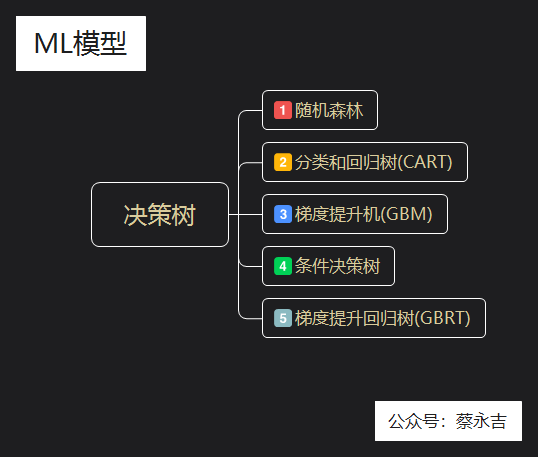 ML模型
决策树
1 随机森林
2 分类和回归树(CART)
3 梯度提升机(GBM)
4 条件决策树
5 梯度提升回归树(GBRT)
公众号：蔡永吉